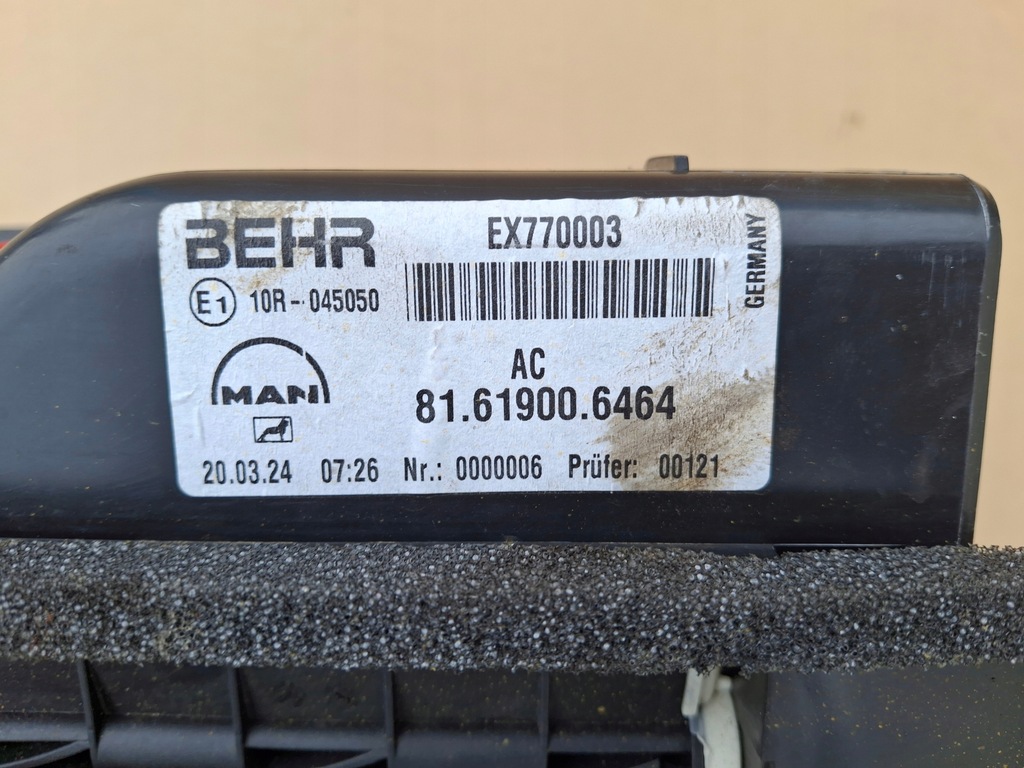 BEHR
EX770003
GERMANY
E1 10R - 045050
MAN
AC
81.61900.6464
20.03.24 07:26 Nr.: 0000006 Prüfer: 00121